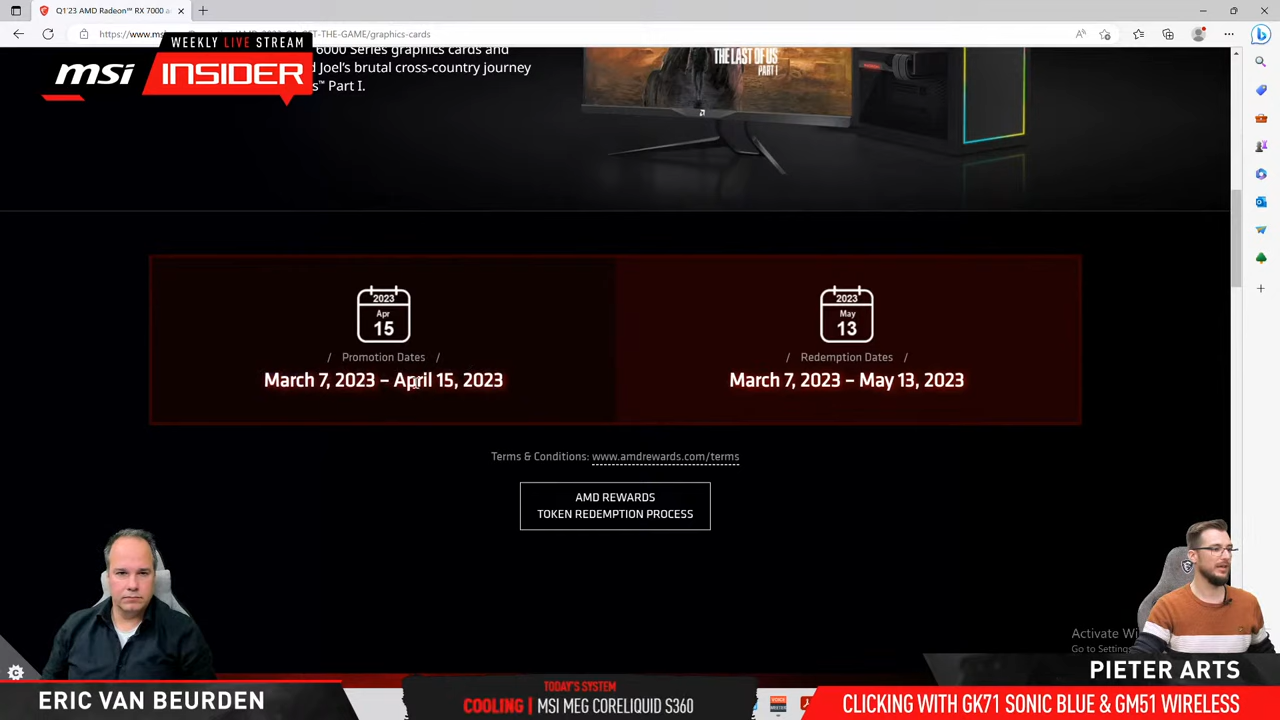 Q1'23 AMD Radeon™ RX 7000 a
WEEKLY LIVE STREAM
msi INSIDER
GET-THE-GAME/graphics-cards
6000 Series graphics cards and
d Joel's brutal cross-country journey
s™ Part I.
THE LAST OF US
PART I
2023
Apr
15
/ Promotion Dates /
March 7, 2023 – April 15, 2023
2023
May
13
/ Redemption Dates /
March 7, 2023 – May 13, 2023
Terms & Conditions: www.amdrewards.com/terms
AMD REWARDS
TOKEN REDEMPTION PROCESS
Activate Wi
Go to Settings
ERIC VAN BEURDEN
TODAY'S SYSTEM
COOLING | MSI MEG CORELIQUID S360
PIETER ARTS
CLICKING WITH GK71 SONIC BLUE & GM51 WIRELESS